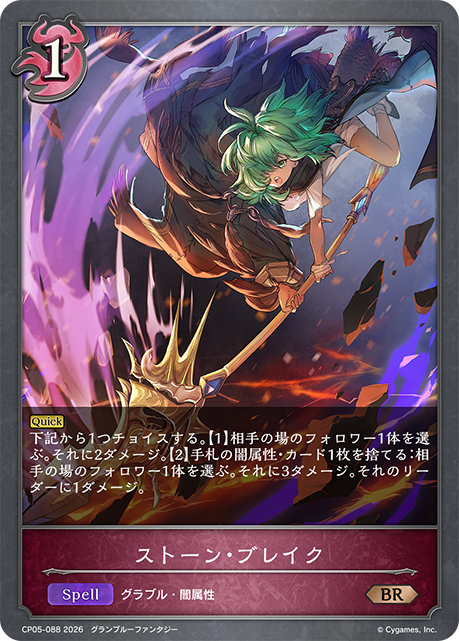 1
Quick
下記から1つチョイスする。【1】相手の場のフォロワー1体を選
ぶ。それに2ダメージ。【2】手札の闇属性・カード1枚を捨てる：相
手の場のフォロワー1体を選ぶ。それに3ダメージ。それのリー
ダーに1ダメージ。
ストーン・ブレイク
Spell グラブル・闇属性 BR
CP05-088 2026 グランブルーファンタジー © Cygames, Inc.